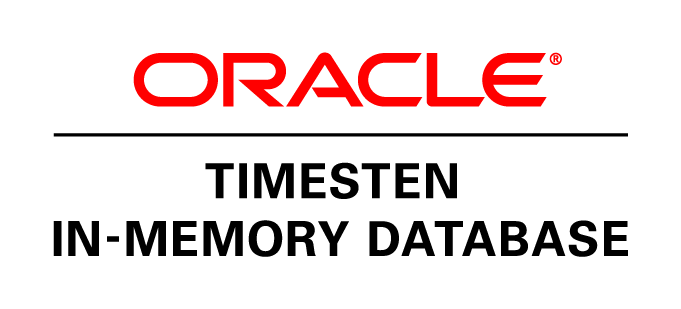 ORACLE®
TIMESTEN
IN-MEMORY DATABASE